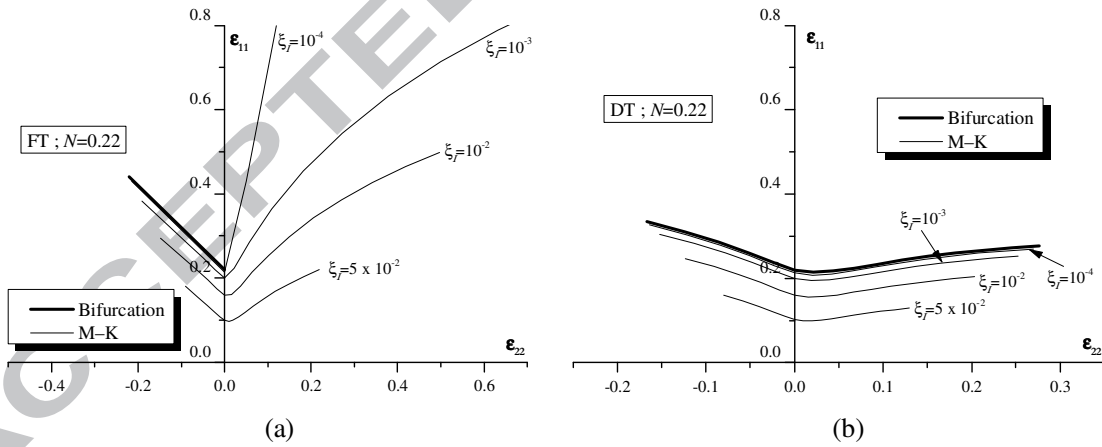 ACCEPTE
0.8
ε11
ξI=10-4
ξI=10-3
0.6
FT ; N=0.22
0.4
ξI=10-2
0.2
ξI=5 x 10-2
Bifurcation
M–K
0.0
ε22
-0.4 -0.2 0.0 0.2 0.4 0.6
(a)
0.8
ε11
0.6
DT ; N=0.22
Bifurcation
M–K
0.4
ξI=10-3
0.2
ξI=10-4
ξI=10-2
ξI=5 x 10-2
0.0
ε22
-0.2 -0.1 0.0 0.1 0.2 0.3
(b)